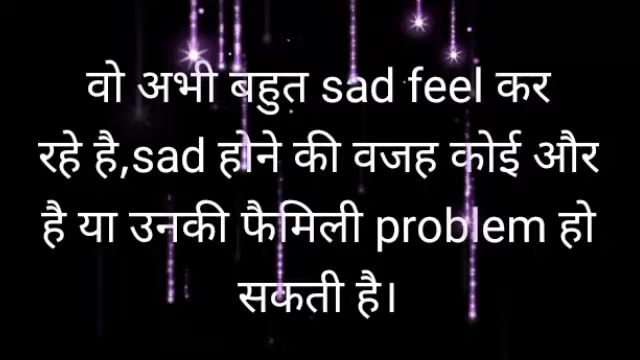 वो अभी बहुत sad feel कर
रहे है,sad होने की वजह कोई और
है या उनकी फैमिली problem हो
सकती है।